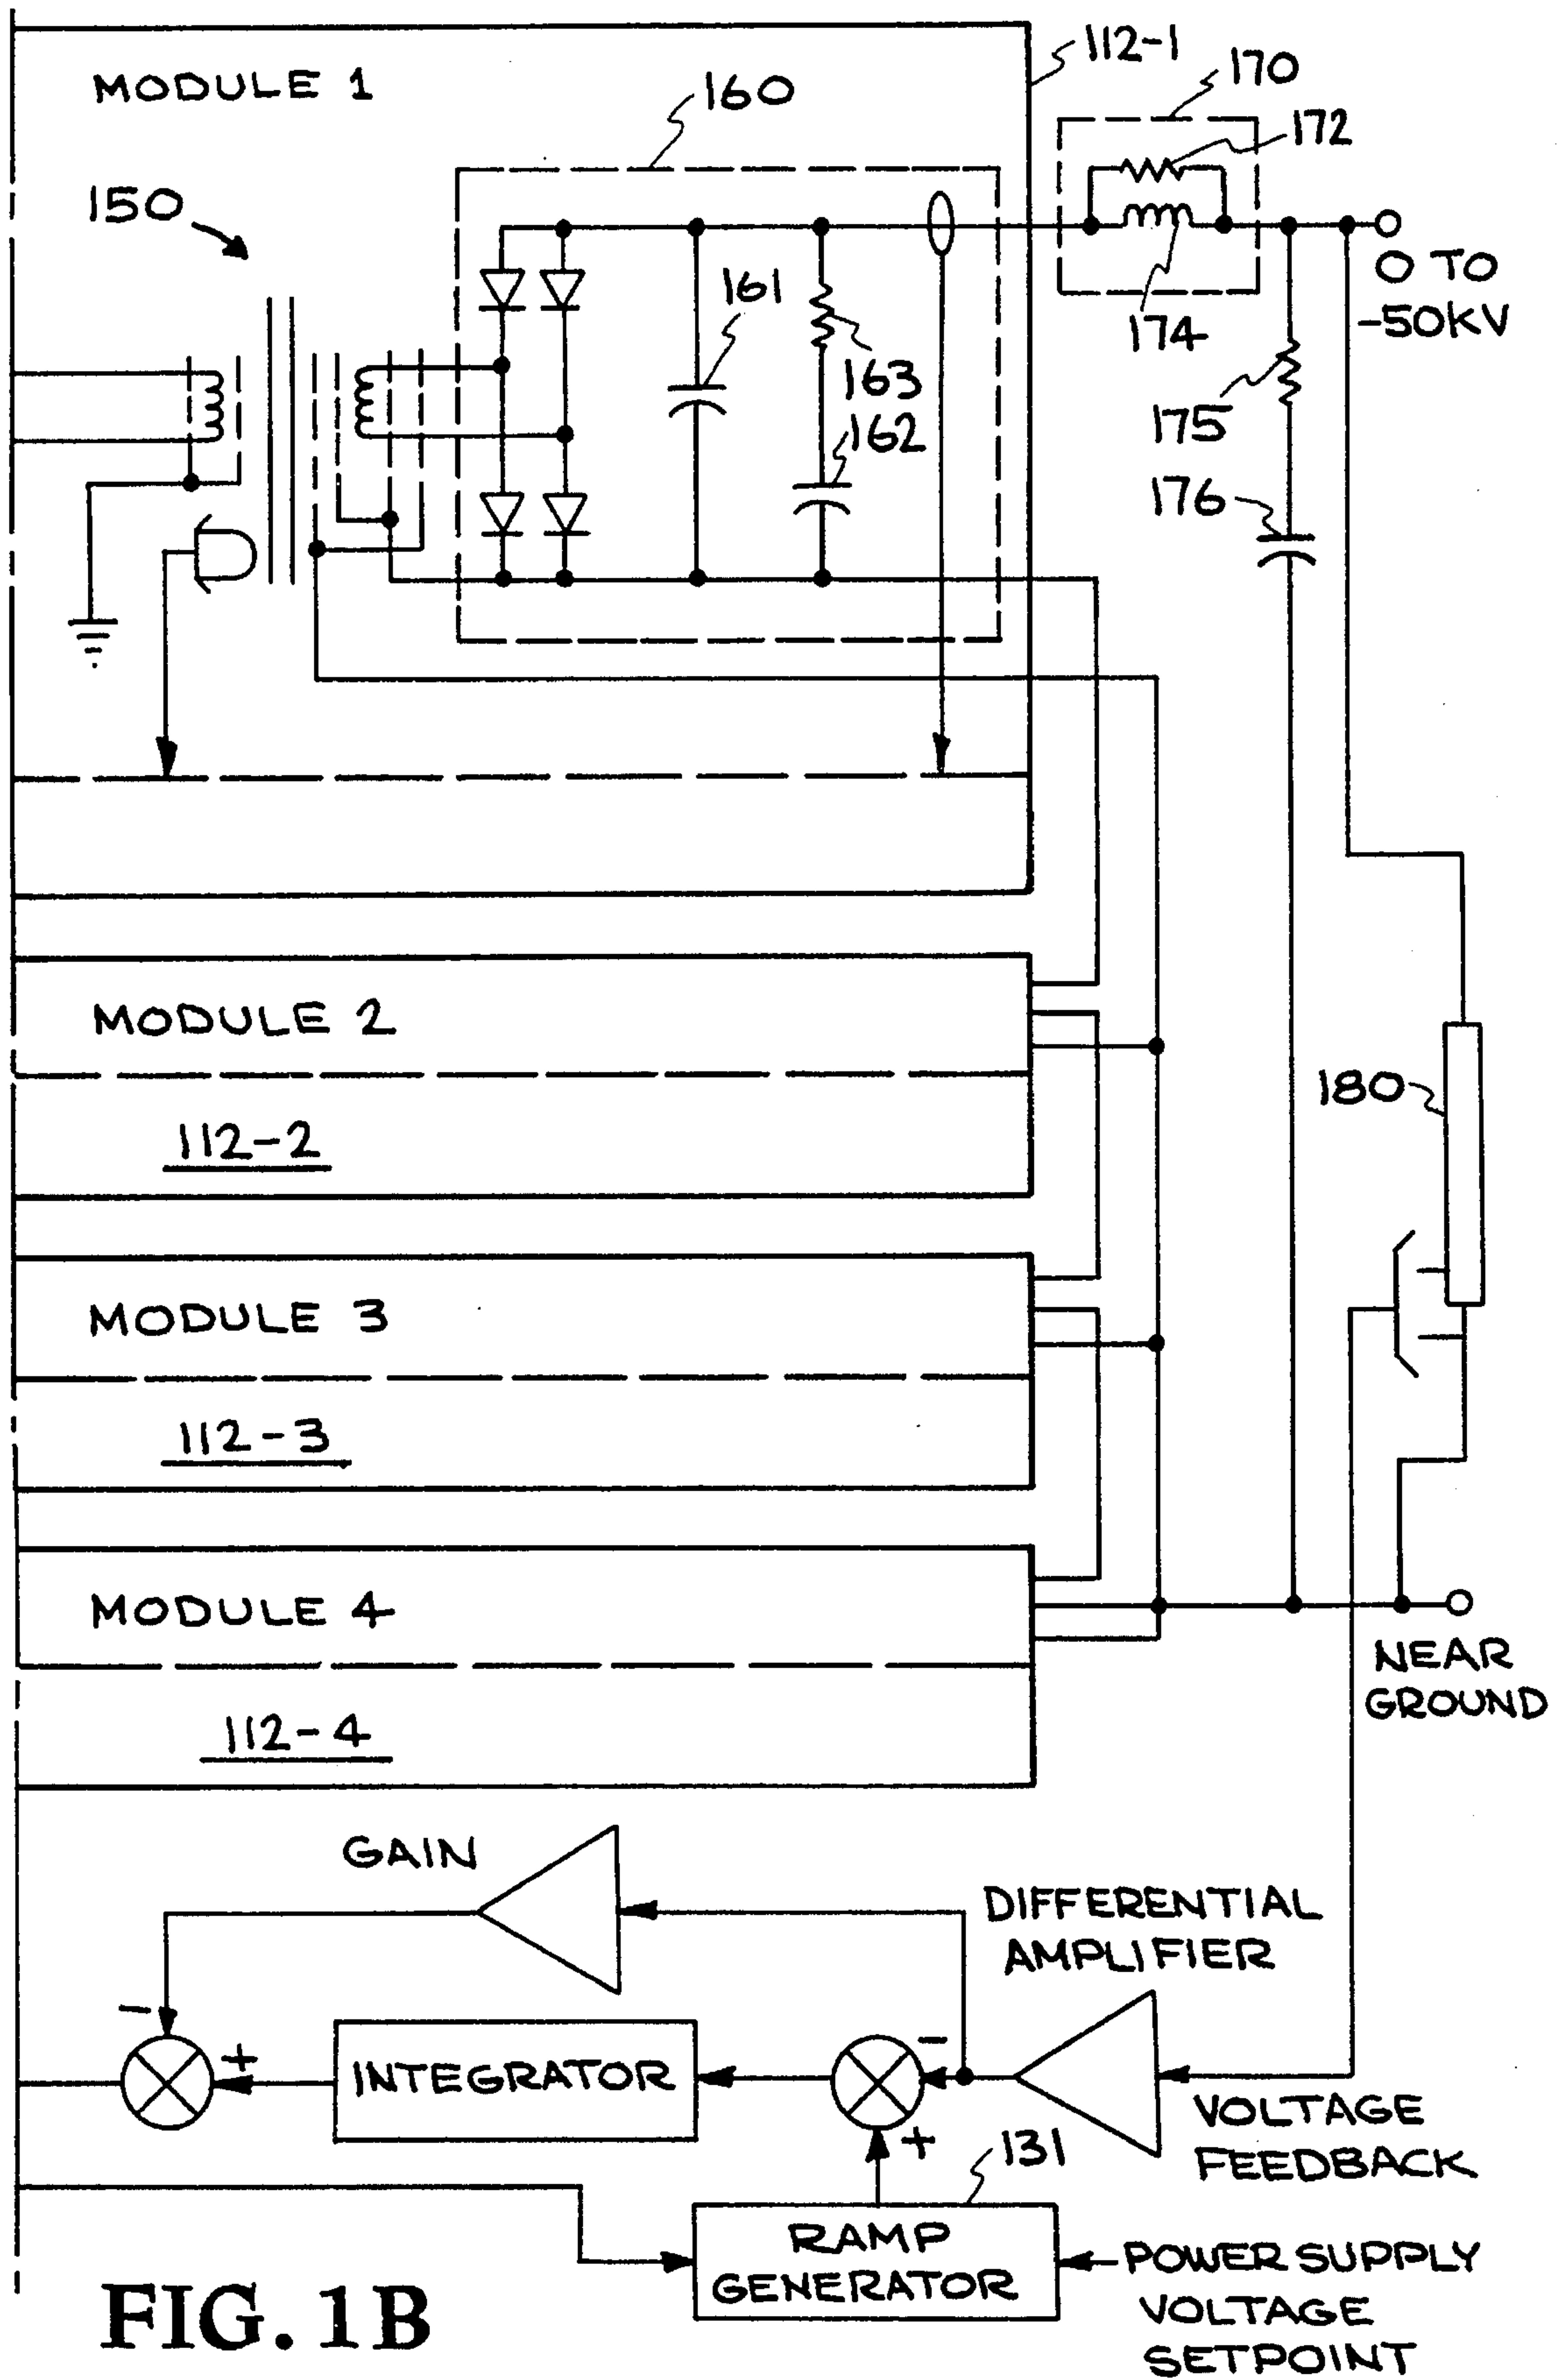 MODULE 1
112-1
170
160
172
150
O TO
-50KV
161
174
163
175
162
176
MODULE 2
180
112-2
MODULE 3
112-3
MODULE 4
NEAR
GROUND
112-4
GAIN
DIFFERENTIAL
AMPLIFIER
-
+
INTEGRATOR
-
+
VOLTAGE
FEEDBACK
131
RAMP
GENERATOR
POWER SUPPLY
VOLTAGE
SETPOINT
FIG. 1B